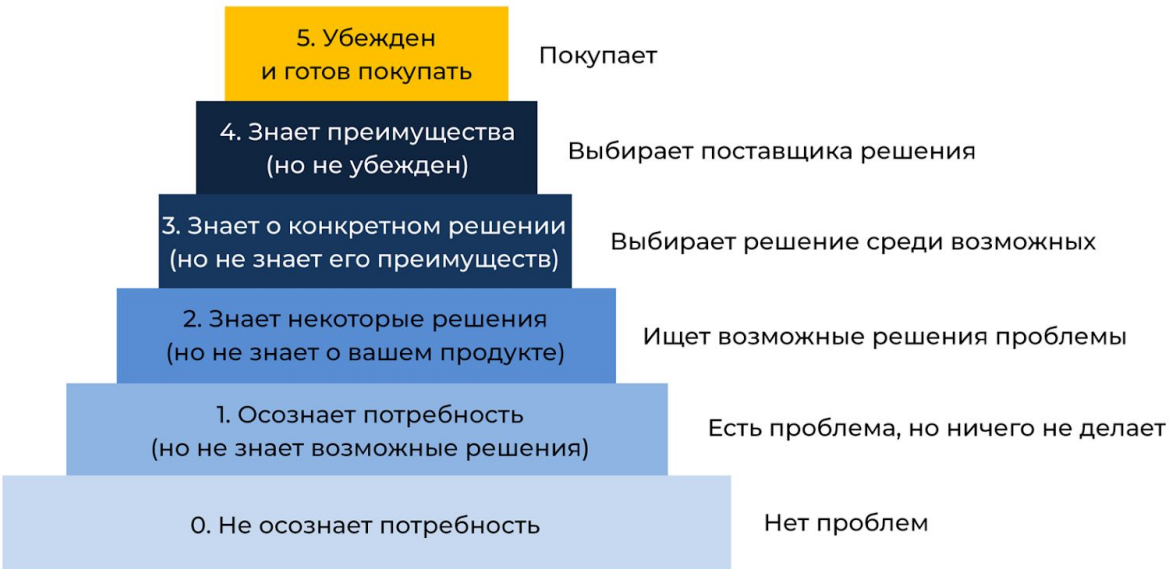 5. Убежден
и готов покупать
Покупает
4. Знает преимущества
(но не убежден)
Выбирает поставщика решения
3. Знает о конкретном решении
(но не знает его преимуществ)
Выбирает решение среди возможных
2. Знает некоторые решения
(но не знает о вашем продукте)
Ищет возможные решения проблемы
1. Осознает потребность
(но не знает возможные решения)
Есть проблема, но ничего не делает
0. Не осознает потребность
Нет проблем